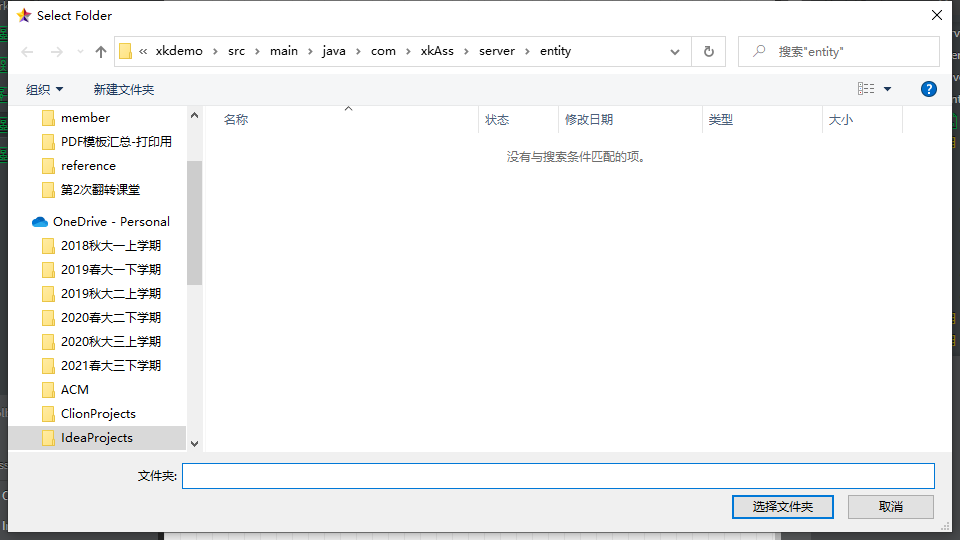 Select Folder
« xkdemo › src › main › java › com › xkAss › server › entity
搜索"entity"
组织 新建文件夹
名称 状态 修改日期 类型 大小
没有与搜索条件匹配的项。
member
PDF模板汇总-打印用
reference
第2次翻转课堂
OneDrive - Personal
2018秋大一上学期
2019春大一下学期
2019秋大二上学期
2020春大二下学期
2020秋大三上学期
2021春大三下学期
ACM
ClionProjects
IdeaProjects
文件夹:
选择文件夹 取消